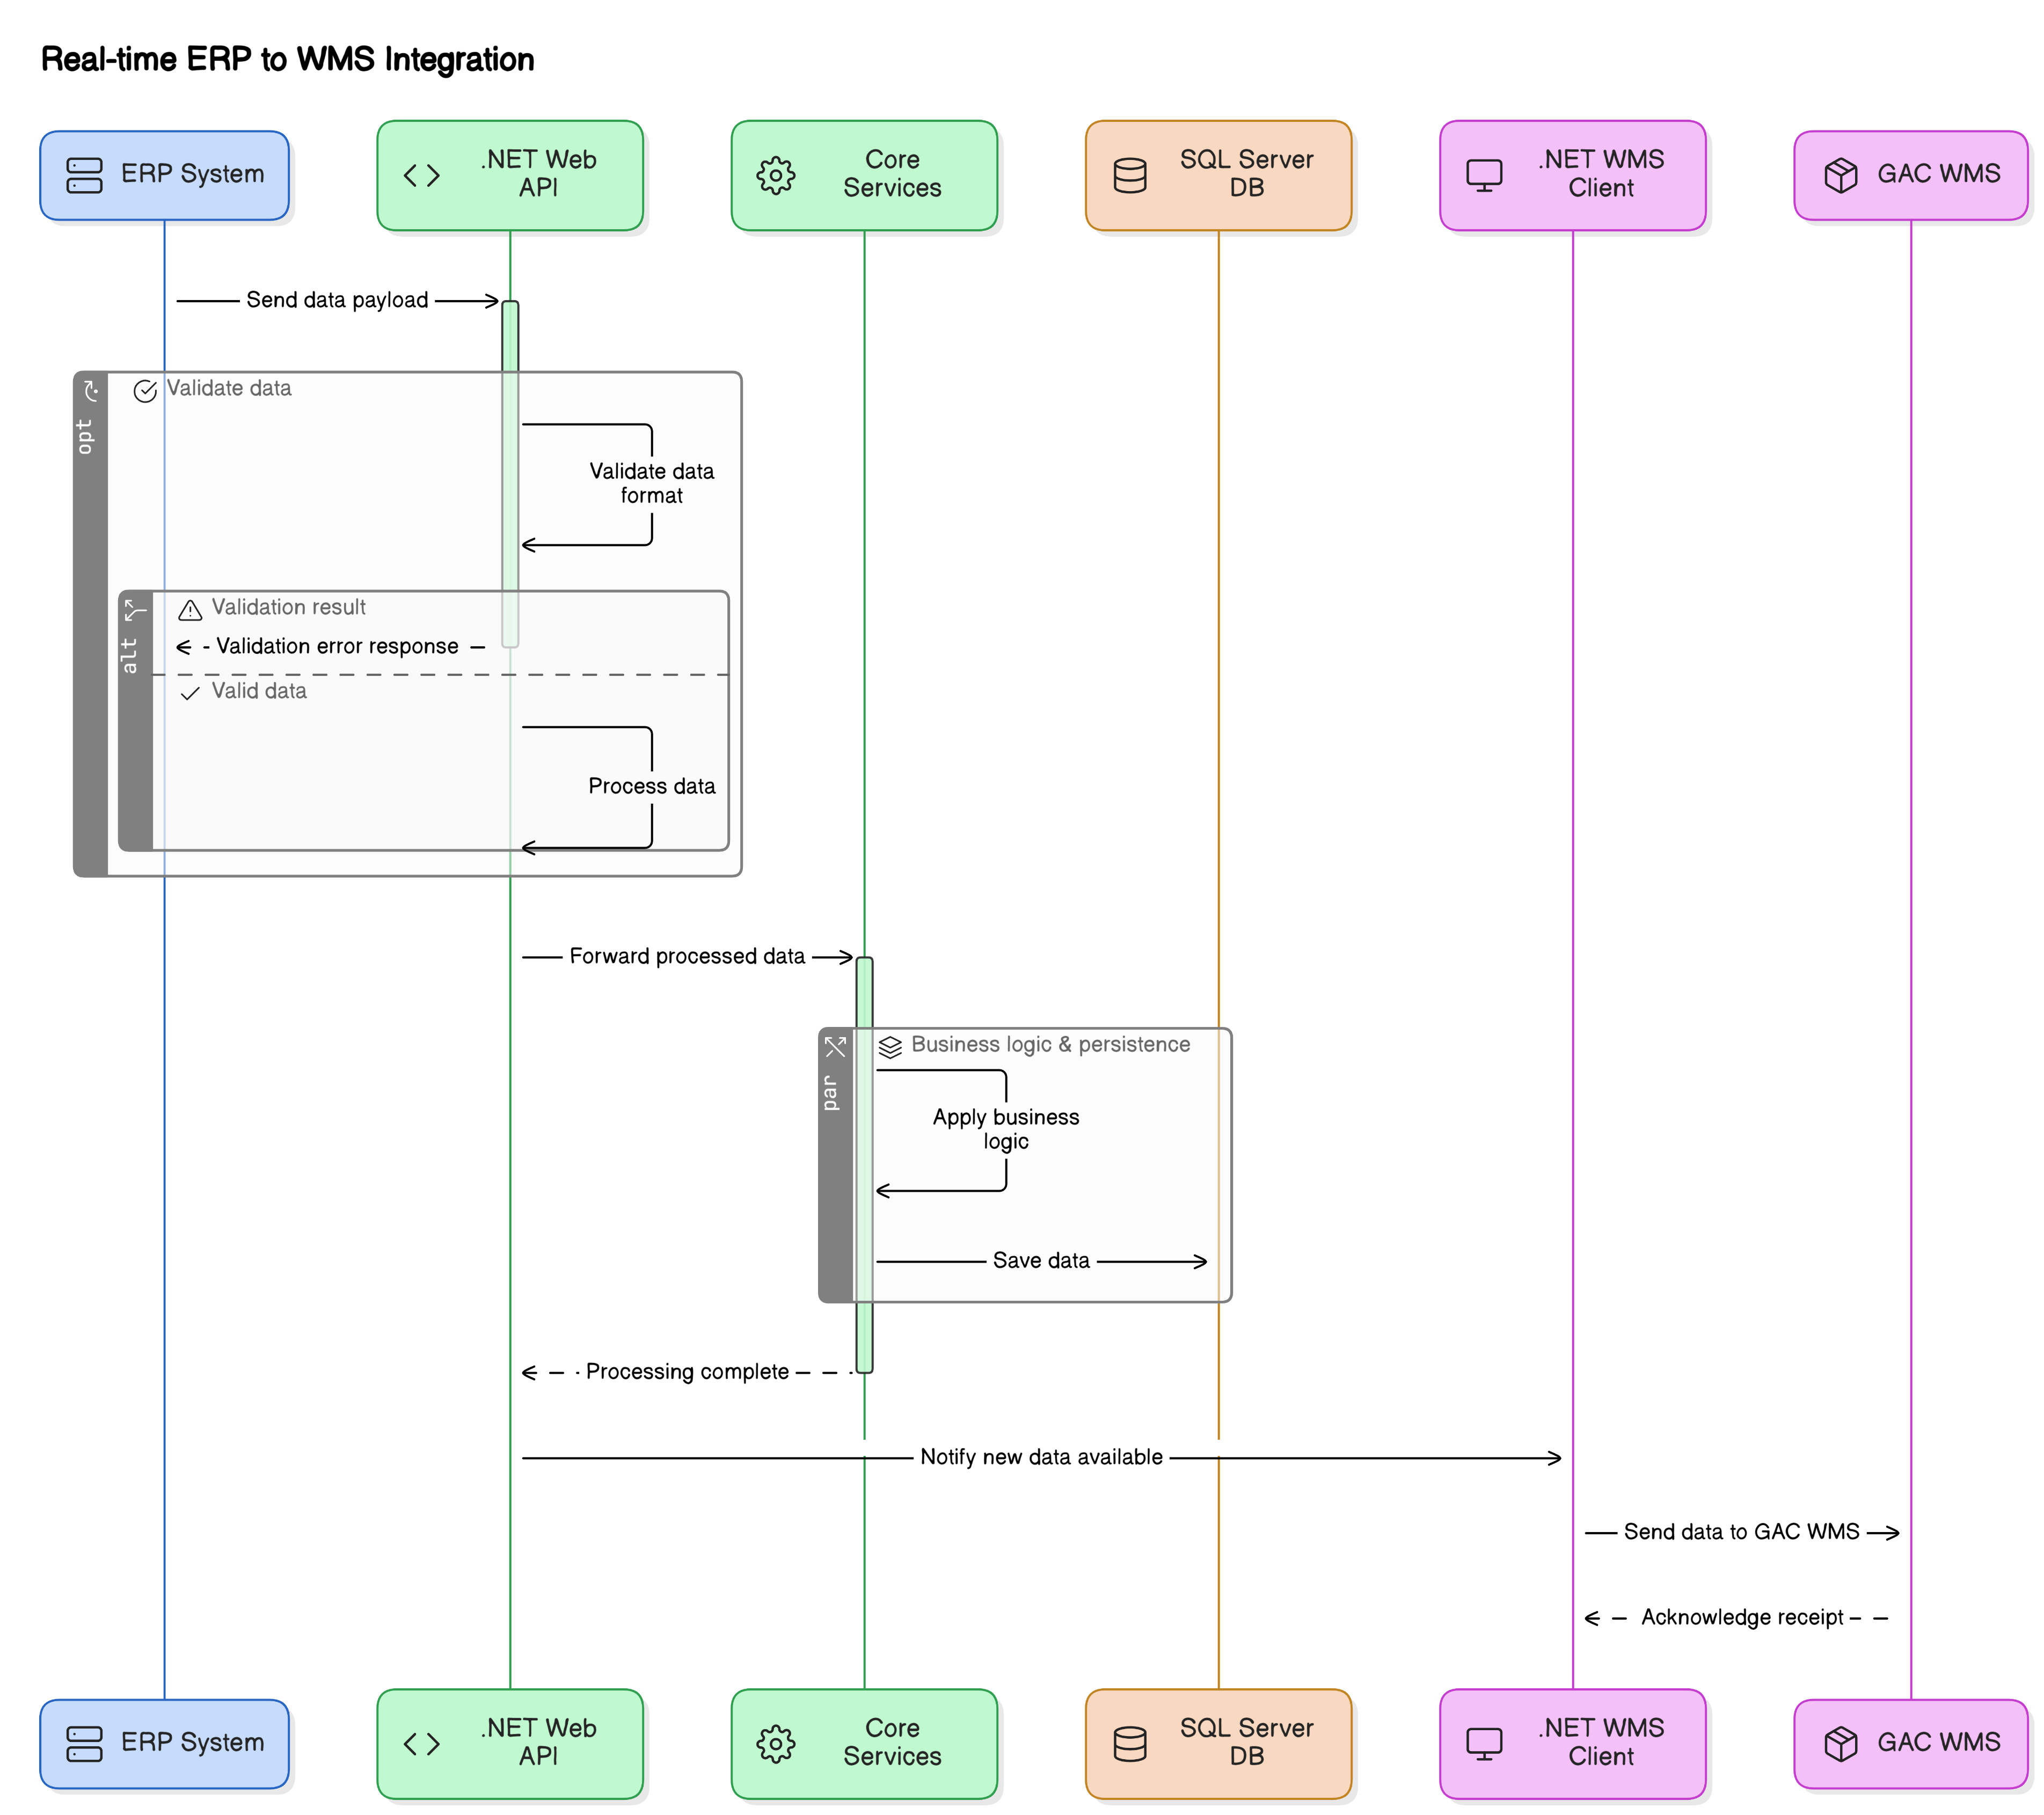 Real-time ERP to WMS Integration
ERP System
.NET Web
API
Core
Services
SQL Server
DB
.NET WMS
Client
GAC WMS
Send data payload
opt
Validate data
Validate data
format
alt
Validation result
Validation error response
Valid data
Process data
Forward processed data
par
Business logic & persistence
Apply business
logic
Save data
Processing complete
Notify new data available
Send data to GAC WMS
Acknowledge receipt
ERP System
.NET Web
API
Core
Services
SQL Server
DB
.NET WMS
Client
GAC WMS